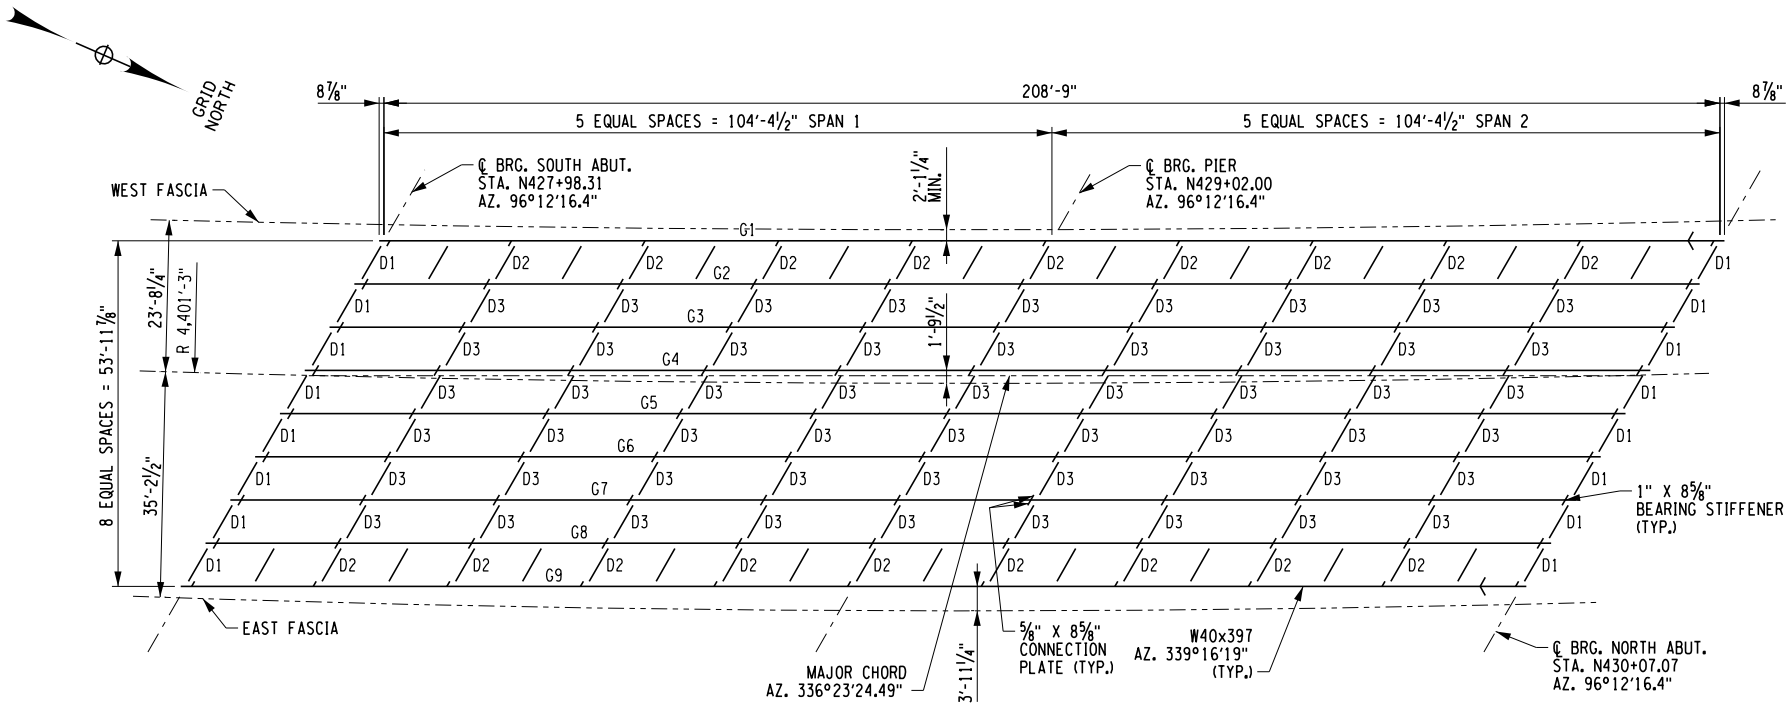 GRID
NORTH
8⅞"
208'-9"
8⅞"
5 EQUAL SPACES = 104'-4½" SPAN 1
5 EQUAL SPACES = 104'-4½" SPAN 2
℄ BRG. SOUTH ABUT.
STA. N427+98.31
AZ. 96°12'16.4"
2'-1¼"
MIN.
℄ BRG. PIER
STA. N429+02.00
AZ. 96°12'16.4"
WEST FASCIA
G1
D1 D2 D2 D2 D2 D2 D2 D2 D2 D1
G2
D1 D3 D3 D3 D3 D3 D3 D3 D3 D1
G3
D1 D3 D3 D3 D3 D3 D3 D3 D3 D1
G4
D1 D3 D3 D3 D3 D3 D3 D3 D3 D1
G5
D1 D3 D3 D3 D3 D3 D3 D3 D3 D1
G6
D1 D3 D3 D3 D3 D3 D3 D3 D3 D1
G7
D1 D3 D3 D3 D3 D3 D3 D3 D3 D1
G8
D1 D2 D2 D2 D2 D2 D2 D2 D2 D1
G9
8 EQUAL SPACES = 53'-11⅞"
23'-8¼"
R 4,401'-3"
35'-2½"
1'-9½"
3'-11¼"
1" X 8⅝"
BEARING STIFFENER
(TYP.)
EAST FASCIA
MAJOR CHORD
AZ. 336°23'24.49"
⅝" X 8⅝"
CONNECTION
PLATE (TYP.)
W40x397
AZ. 339°16'19"
(TYP.)
℄ BRG. NORTH ABUT.
STA. N430+07.07
AZ. 96°12'16.4"